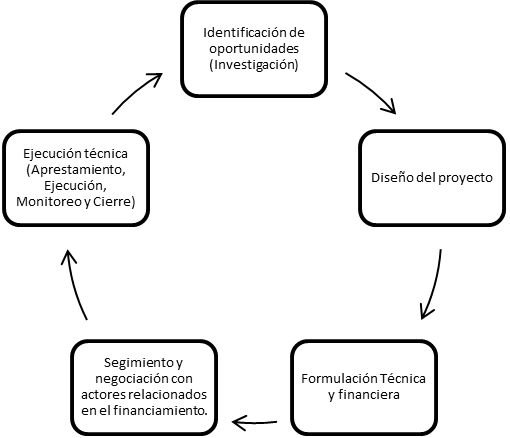 Identificación de
oportunidades
(Investigación)
Diseño del proyecto
Formulación Técnica
y financiera
Segimiento y
negociación con
actores relacionados
en el financiamiento.
Ejecución técnica
(Aprestamiento,
Ejecución,
Monitoreo y Cierre)